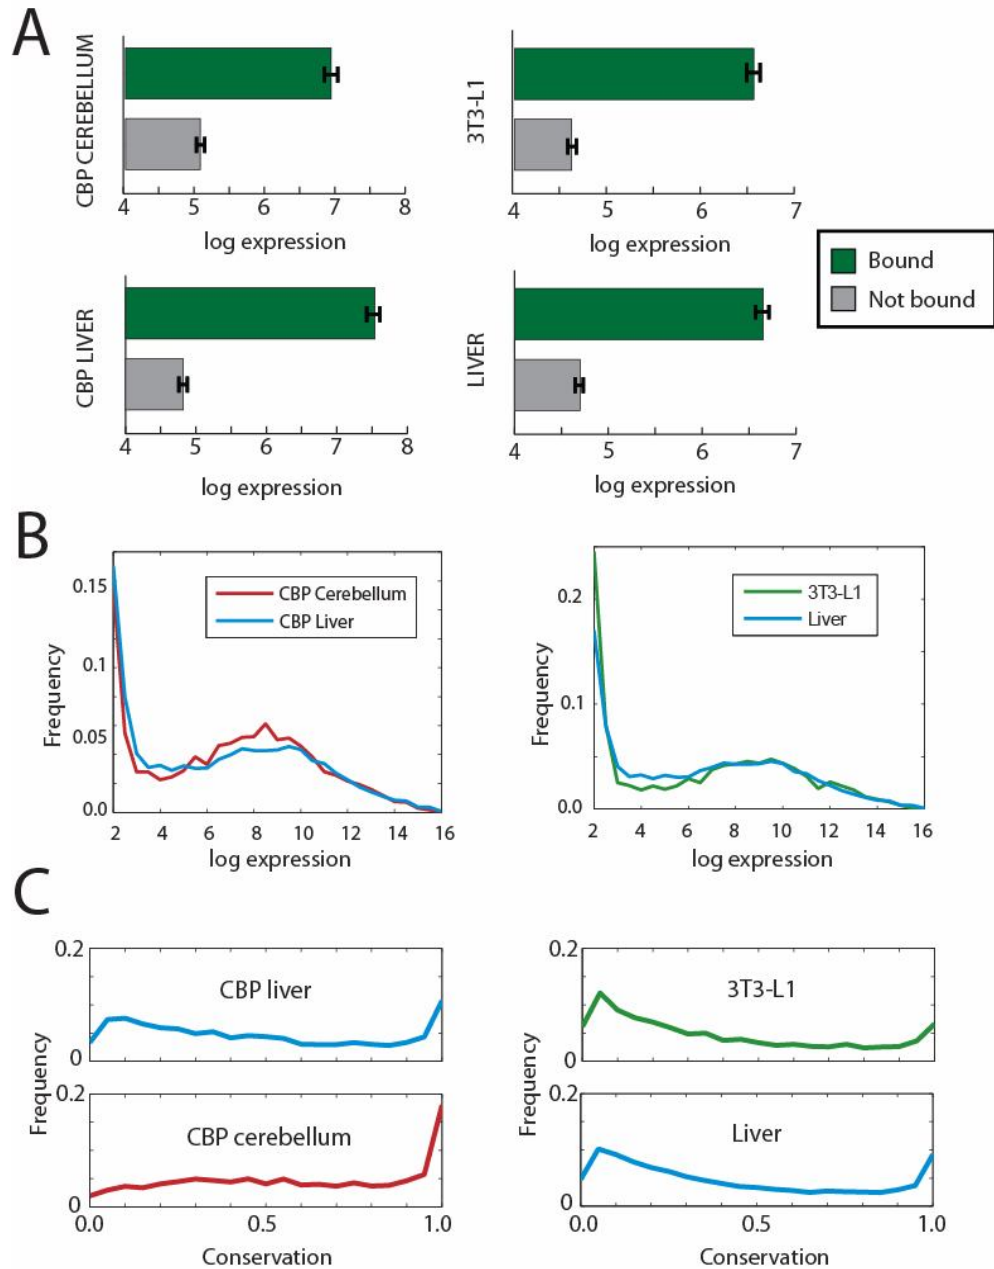 A
CBP CEREBELLUM
4 5 6 7 8
log expression
3T3-L1
4 5 6 7
log expression
Bound
Not bound
CBP LIVER
4 5 6 7 8
log expression
LIVER
4 5 6 7
log expression
B
Frequency
0.15
0.1
0.05
0.0
CBP Cerebellum
CBP Liver
2 4 6 8 10 12 14 16
log expression
Frequency
0.2
0.1
0.0
3T3-L1
Liver
2 4 6 8 10 12 14 16
log expression
C
Frequency
0.2
0
CBP liver
0.2
0
CBP cerebellum
0.0 0.5 1.0
Conservation
Frequency
0.2
0
3T3-L1
0.2
0
Liver
0.0 0.5 1.0
Conservation